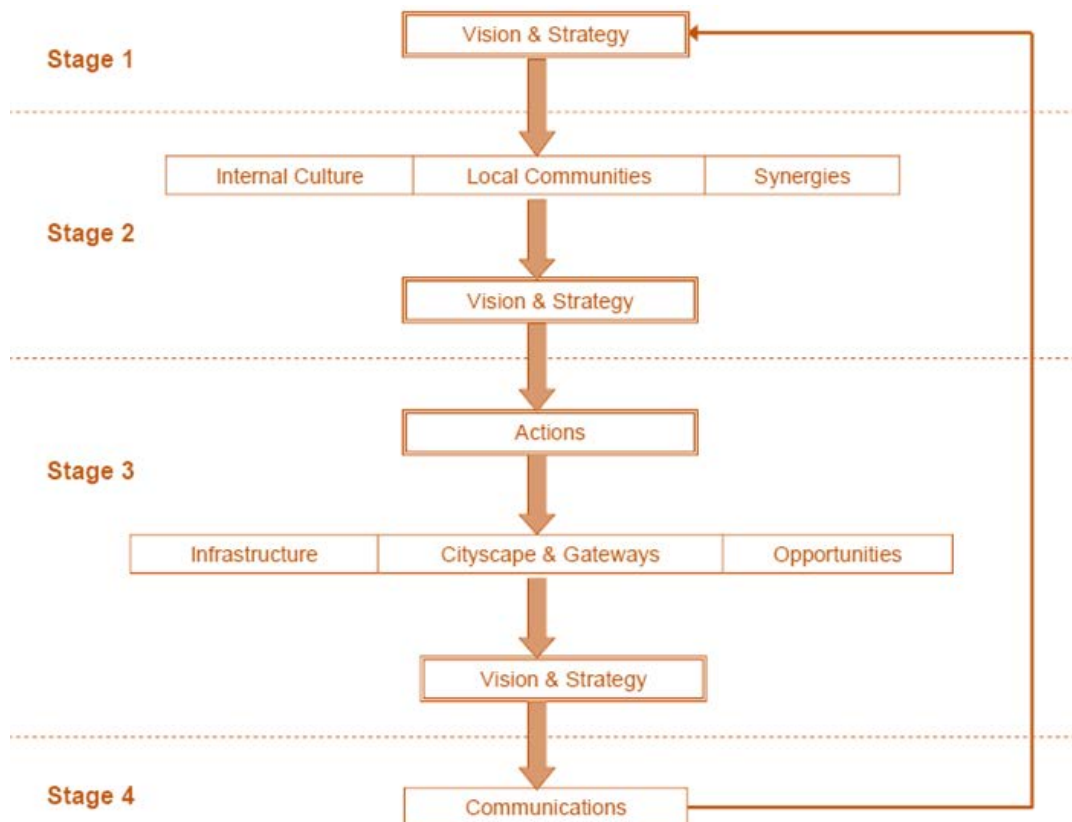 Vision & Strategy
Stage 1
Internal Culture
Local Communities
Synergies
Stage 2
Vision & Strategy
Actions
Stage 3
Infrastructure
Cityscape & Gateways
Opportunities
Vision & Strategy
Stage 4
Communications